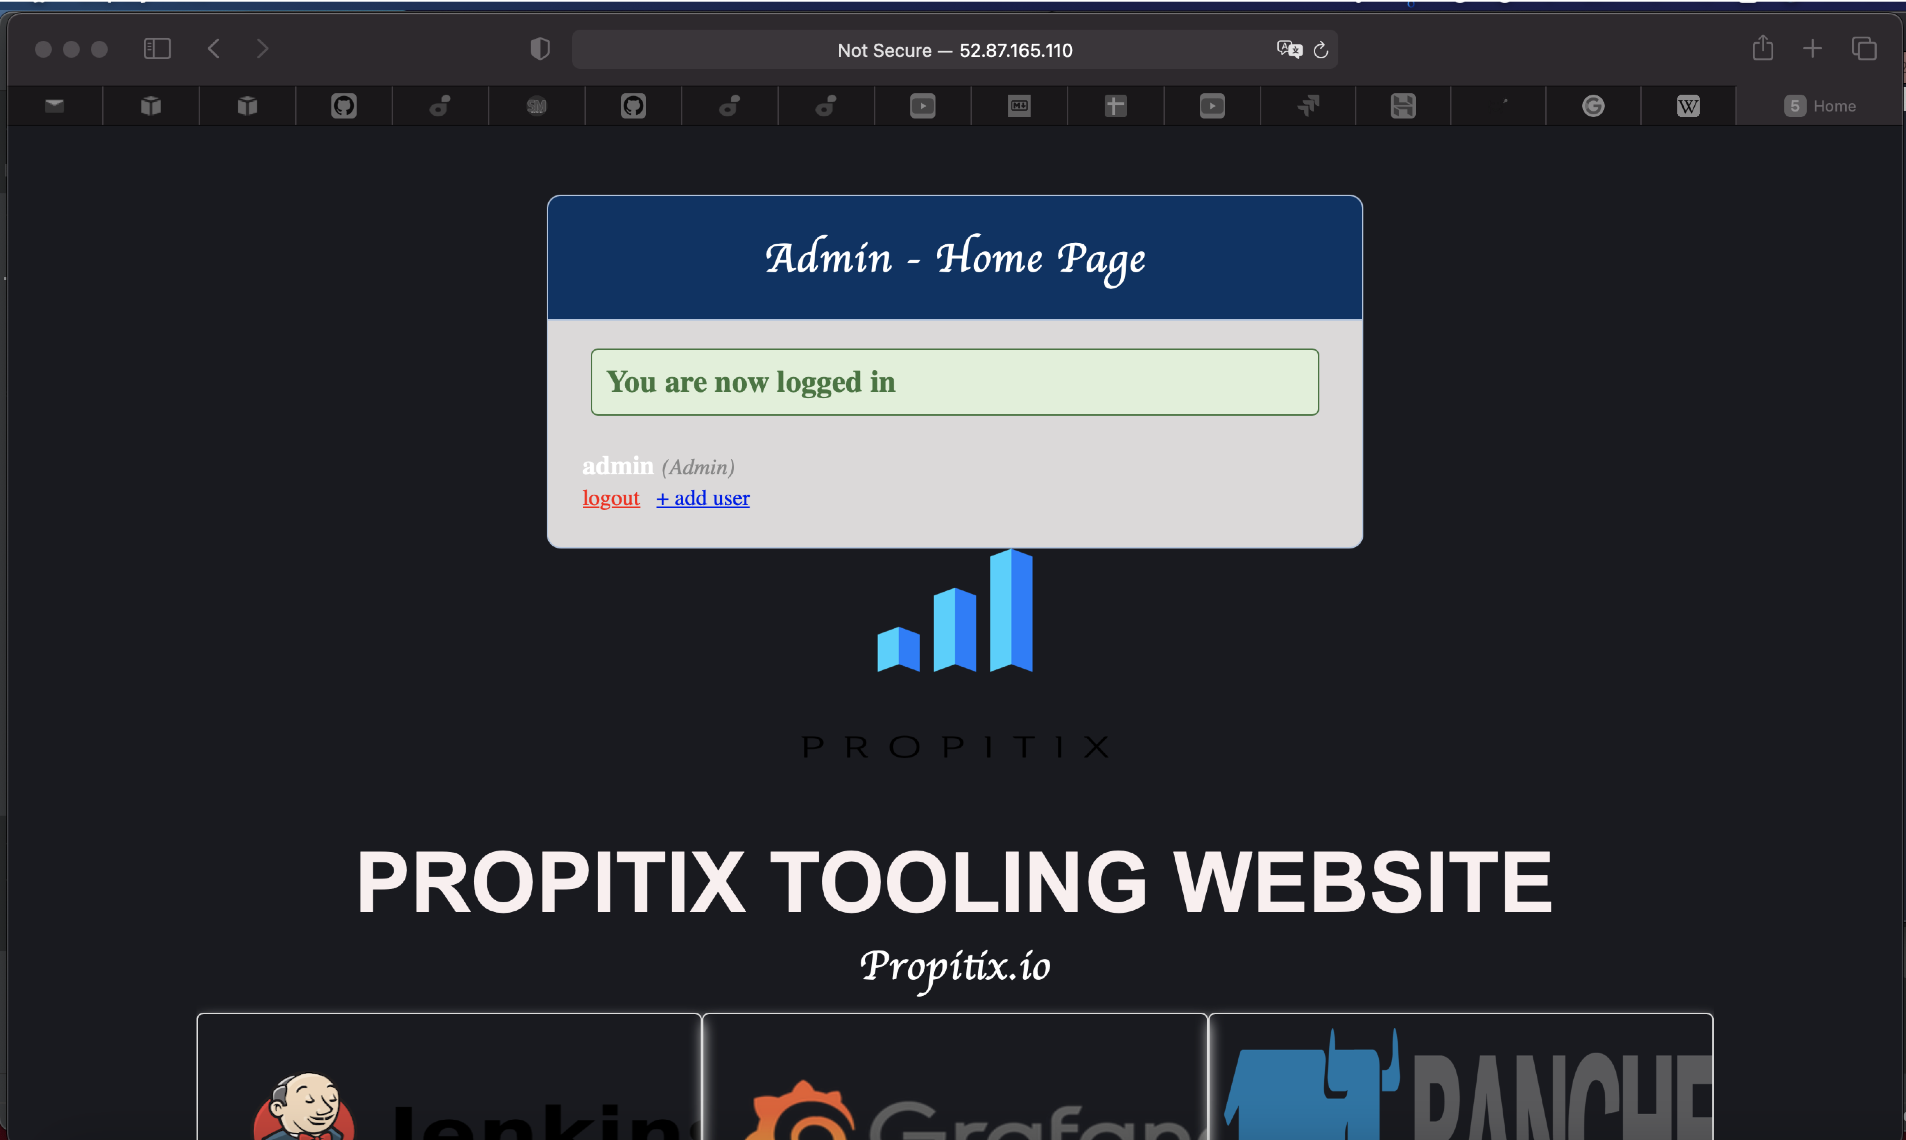 Not Secure — 52.87.165.110
5 Home
Admin - Home Page
You are now logged in
admin (Admin)
logout + add user
PROPITIX
PROPITIX TOOLING WEBSITE
Propitix.io
Jenkins
Grafana
RANCHE